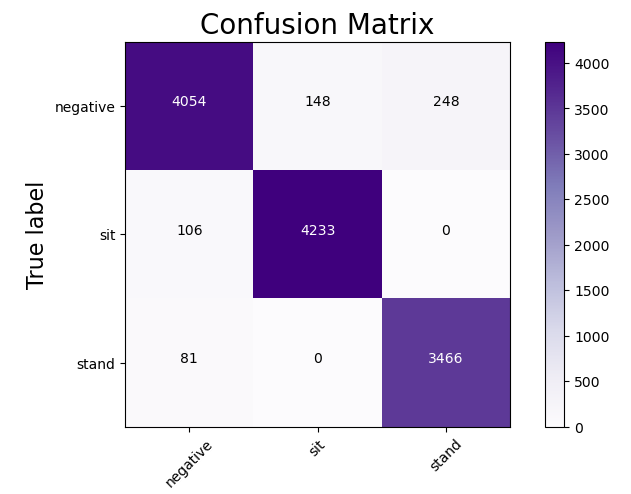 Confusion Matrix
True label
negative 4054 148 248
sit 106 4233 0
stand 81 0 3466
negative sit stand
4000
3500
3000
2500
2000
1500
1000
500
0